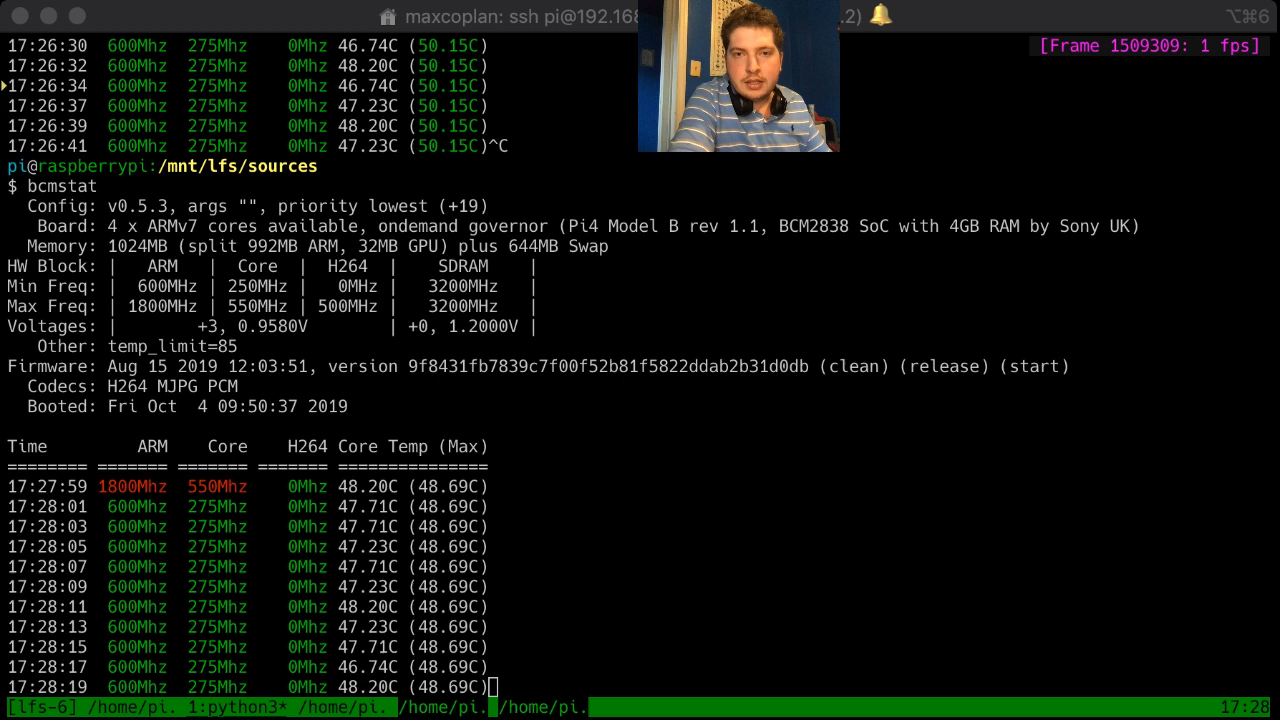 maxcoplan: ssh pi@192.168 .2) 🔔 ⌥⌘6
17:26:30 600Mhz 275Mhz 0Mhz 46.74C (50.15C) [Frame 1509309: 1 fps]
17:26:32 600Mhz 275Mhz 0Mhz 48.20C (50.15C)
17:26:34 600Mhz 275Mhz 0Mhz 46.74C (50.15C)
17:26:37 600Mhz 275Mhz 0Mhz 47.23C (50.15C)
17:26:39 600Mhz 275Mhz 0Mhz 48.20C (50.15C)
17:26:41 600Mhz 275Mhz 0Mhz 47.23C (50.15C)^C
pi@raspberrypi:/mnt/lfs/sources
$ bcmstat
Config: v0.5.3, args "", priority lowest (+19)
Board: 4 x ARMv7 cores available, ondemand governor (Pi4 Model B rev 1.1, BCM2838 SoC with 4GB RAM by Sony UK)
Memory: 1024MB (split 992MB ARM, 32MB GPU) plus 644MB Swap
HW Block: | ARM | Core | H264 | SDRAM |
Min Freq: | 600MHz | 250MHz | 0MHz | 3200MHz |
Max Freq: | 1800MHz | 550MHz | 500MHz | 3200MHz |
Voltages: | +3, 0.9580V | +0, 1.2000V |
Other: temp_limit=85
Firmware: Aug 15 2019 12:03:51, version 9f8431fb7839c7f00f52b81f5822ddab2b31d0db (clean) (release) (start)
Codecs: H264 MJPG PCM
Booted: Fri Oct 4 09:50:37 2019
Time ARM Core H264 Core Temp (Max)
======== ======= ======= ======= ===============
17:27:59 1800Mhz 550Mhz 0Mhz 48.20C (48.69C)
17:28:01 600Mhz 275Mhz 0Mhz 47.71C (48.69C)
17:28:03 600Mhz 275Mhz 0Mhz 47.71C (48.69C)
17:28:05 600Mhz 275Mhz 0Mhz 47.23C (48.69C)
17:28:07 600Mhz 275Mhz 0Mhz 47.71C (48.69C)
17:28:09 600Mhz 275Mhz 0Mhz 47.23C (48.69C)
17:28:11 600Mhz 275Mhz 0Mhz 48.20C (48.69C)
17:28:13 600Mhz 275Mhz 0Mhz 47.23C (48.69C)
17:28:15 600Mhz 275Mhz 0Mhz 47.71C (48.69C)
17:28:17 600Mhz 275Mhz 0Mhz 46.74C (48.69C)
17:28:19 600Mhz 275Mhz 0Mhz 48.20C (48.69C)
[lfs-6] /home/pi. 1:python3* /home/pi. /home/pi. /home/pi. 17:28